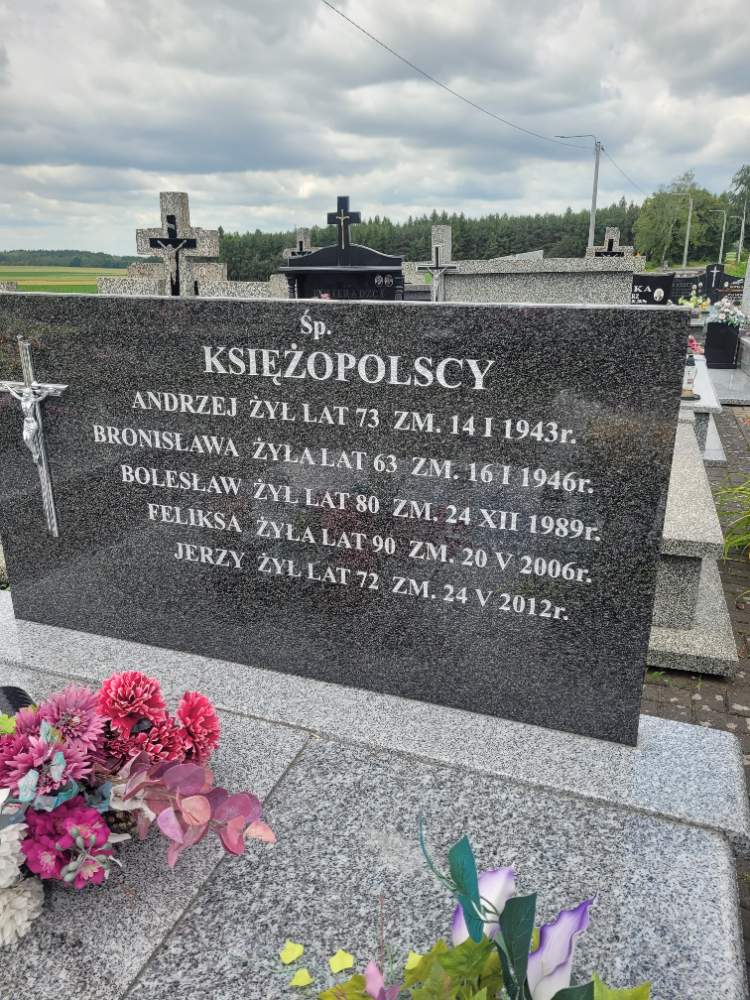 Śp.
KSIĘŻOPOLSCY
ANDRZEJ ŻYŁ LAT 73 ZM. 14 I 1943r.
BRONISŁAWA ŻYŁA LAT 63 ZM. 16 I 1946r.
BOLESŁAW ŻYŁ LAT 80 ZM. 24 XII 1989r.
FELIKSA ŻYŁA LAT 90 ZM. 20 V 2006r.
JERZY ŻYŁ LAT 72 ZM. 24 V 2012r.